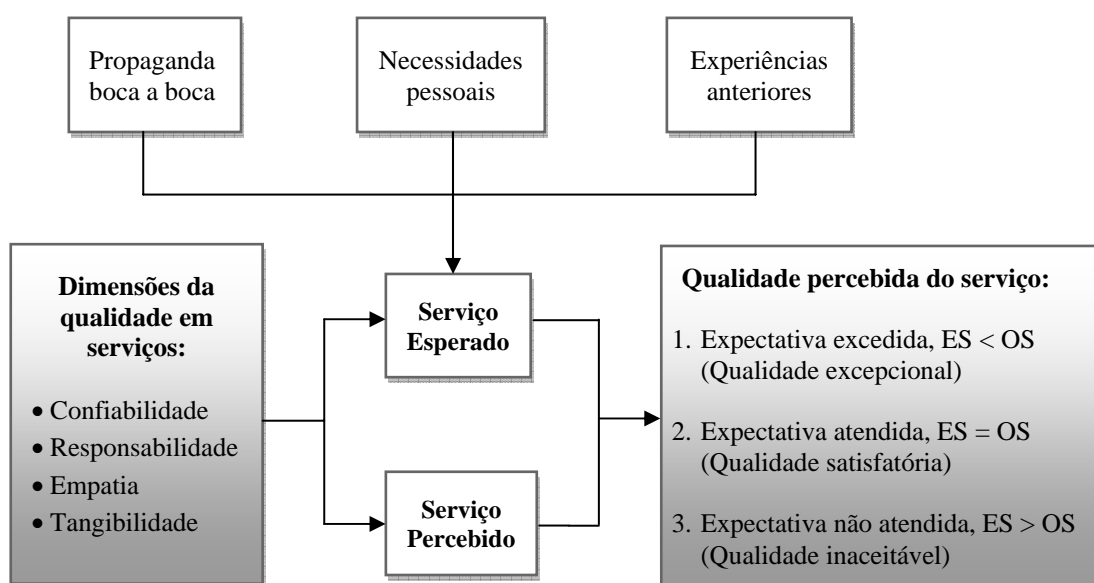 Propaganda
boca a boca
Necessidades
pessoais
Experiências
anteriores
Dimensões da
qualidade em
serviços:
• Confiabilidade
• Responsabilidade
• Empatia
• Tangibilidade
Serviço
Esperado
Serviço
Percebido
Qualidade percebida do serviço:
1. Expectativa excedida, ES < OS
(Qualidade excepcional)
2. Expectativa atendida, ES = OS
(Qualidade satisfatória)
3. Expectativa não atendida, ES > OS
(Qualidade inaceitável)